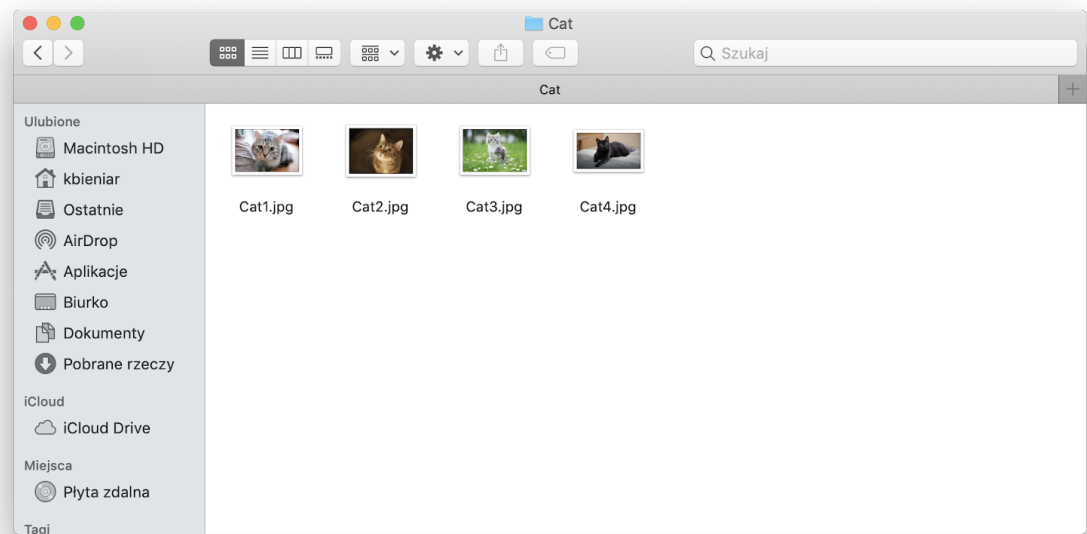 Cat
Szukaj
Cat
Ulubione
Macintosh HD
kbieniar
Ostatnie
AirDrop
Aplikacje
Biurko
Dokumenty
Pobrane rzeczy
iCloud
iCloud Drive
Miejsca
Płyta zdalna
Tagi
Cat1.jpg Cat2.jpg Cat3.jpg Cat4.jpg